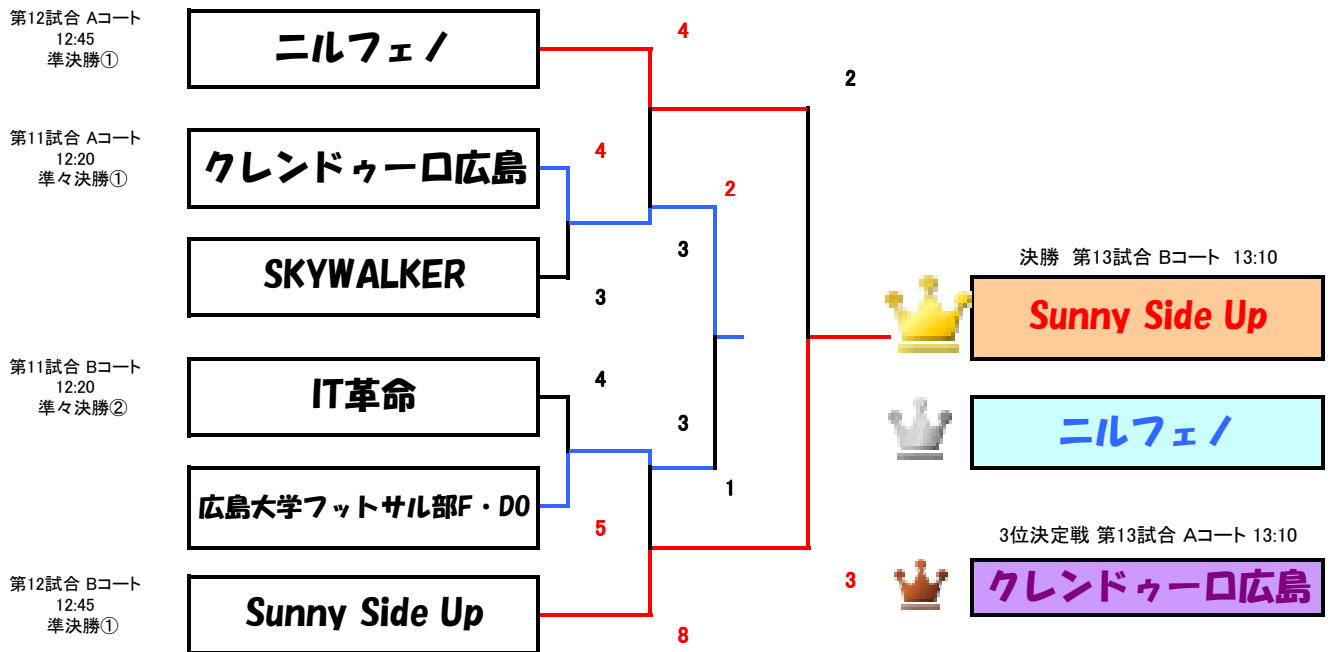 第12試合 Aコート
12:45
準決勝①
ニルフェノ
4
2
第11試合 Aコート
12:20
準々決勝①
クレンドゥーロ広島
4
2
3
SKYWALKER
3
決勝 第13試合 Bコート 13:10
Sunny Side Up
第11試合 Bコート
12:20
準々決勝②
IT革命
4
3
ニルフェノ
広島大学フットサル部F・DO
1
5
3位決定戦 第13試合 Aコート 13:10
クレンドゥーロ広島
3
第12試合 Bコート
12:45
準決勝①
Sunny Side Up
8